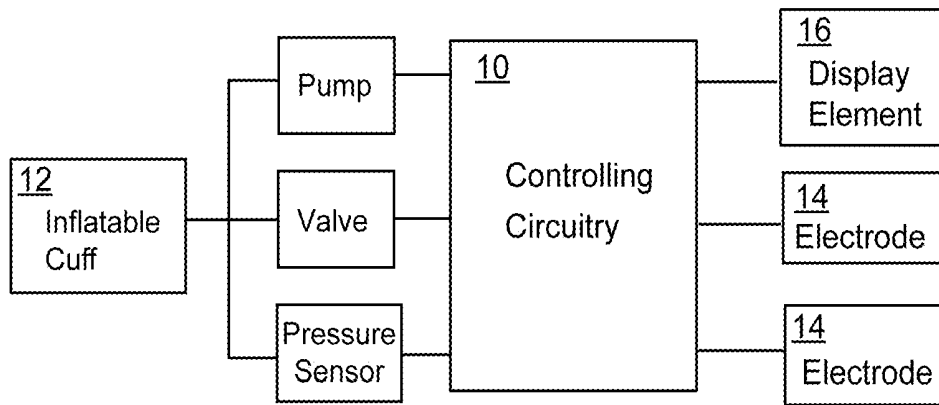 12
Inflatable
Cuff
Pump
Valve
Pressure
Sensor
10
Controlling
Circuitry
16
Display
Element
14
Electrode
14
Electrode